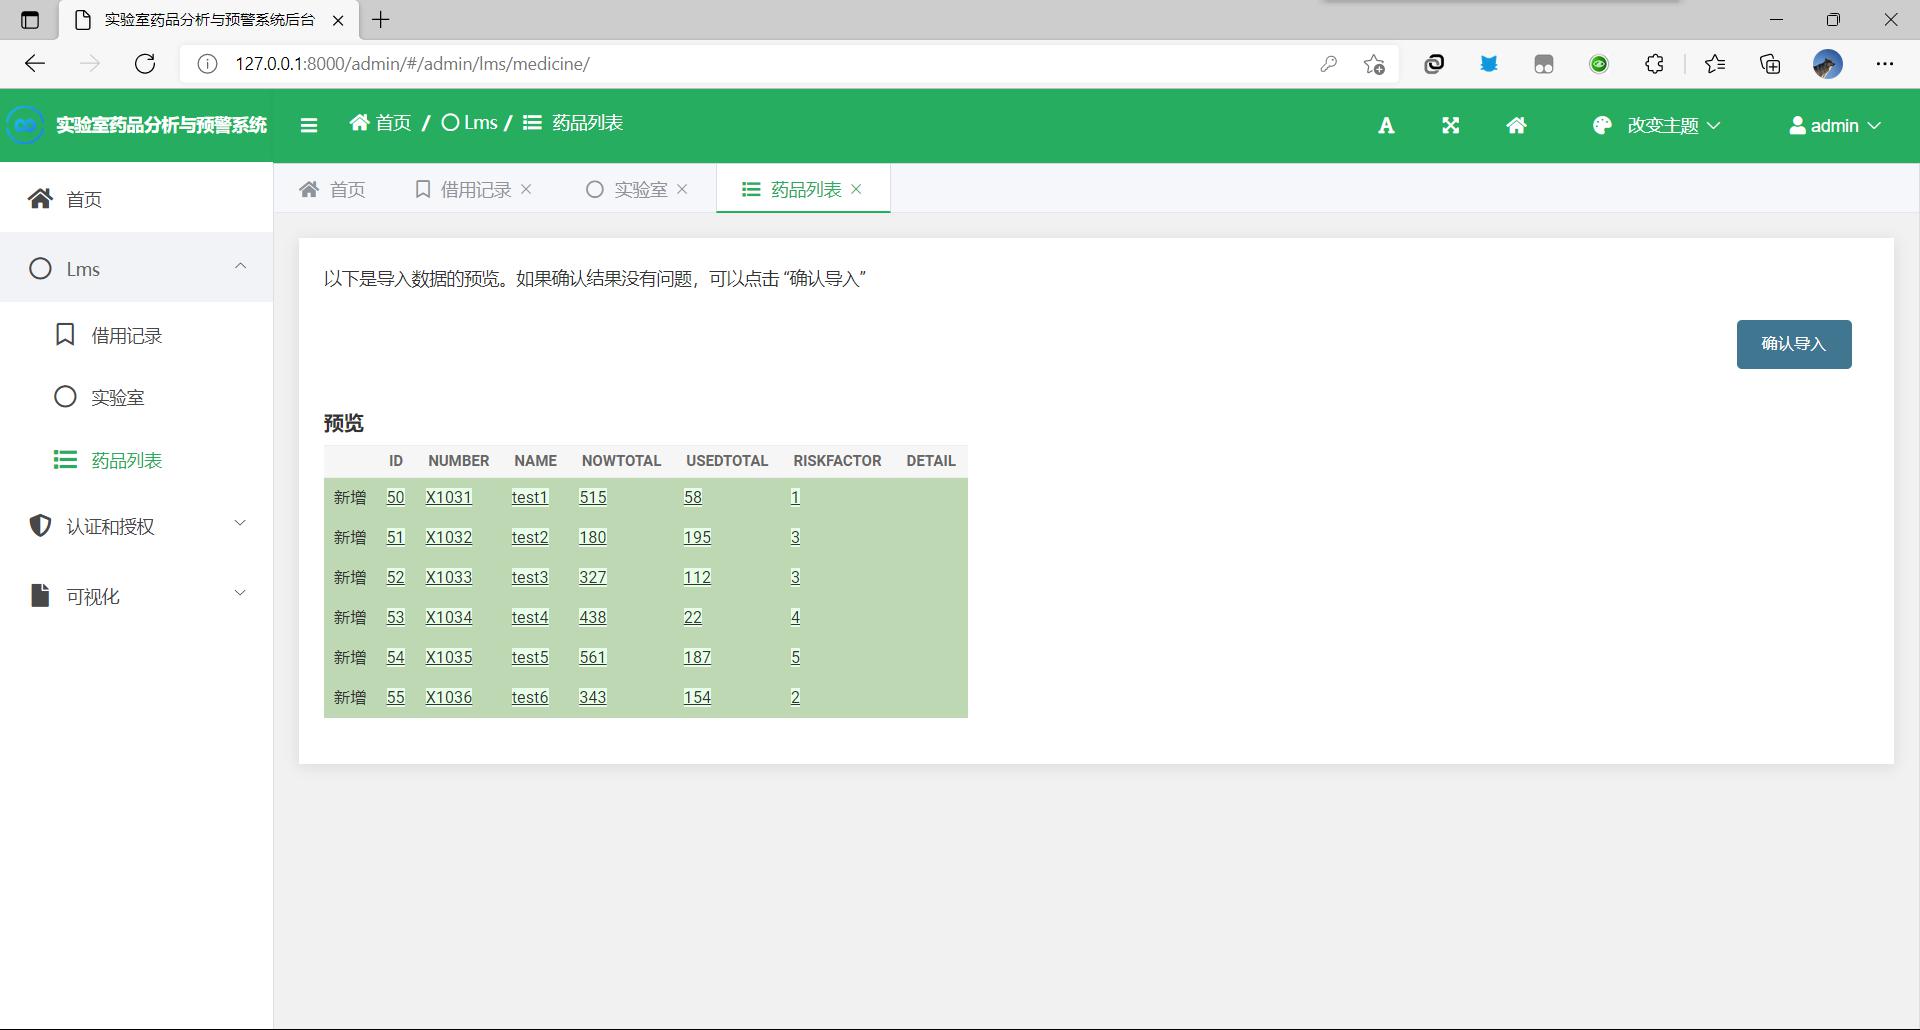 实验室药品分析与预警系统后台
127.0.0.1:8000/admin/#/admin/lms/medicine/
实验室药品分析与预警系统
首页 / Lms / 药品列表
改变主题
admin
首页
借用记录
实验室
药品列表
首页
Lms
借用记录
实验室
药品列表
认证和授权
可视化
以下是导入数据的预览。如果确认结果没有问题，可以点击 “确认导入”
确认导入
预览
ID NUMBER NAME NOWTOTAL USEDTOTAL RISKFACTOR DETAIL
新增 50 X1031 test1 515 58 1
新增 51 X1032 test2 180 195 3
新增 52 X1033 test3 327 112 3
新增 53 X1034 test4 438 22 4
新增 54 X1035 test5 561 187 5
新增 55 X1036 test6 343 154 2